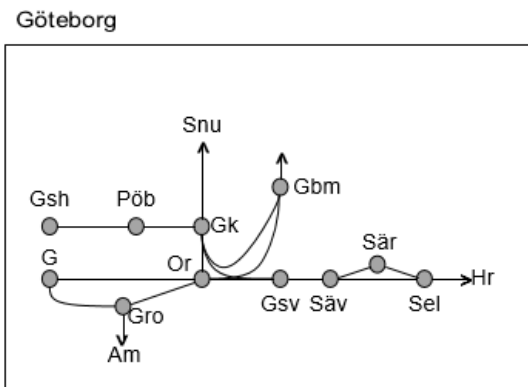 Göteborg
Snu
Gbm
Gsh
Pöb
Gk
Sär
G
Or
Hr
Gro
Gsv
Säv
Sel
Am